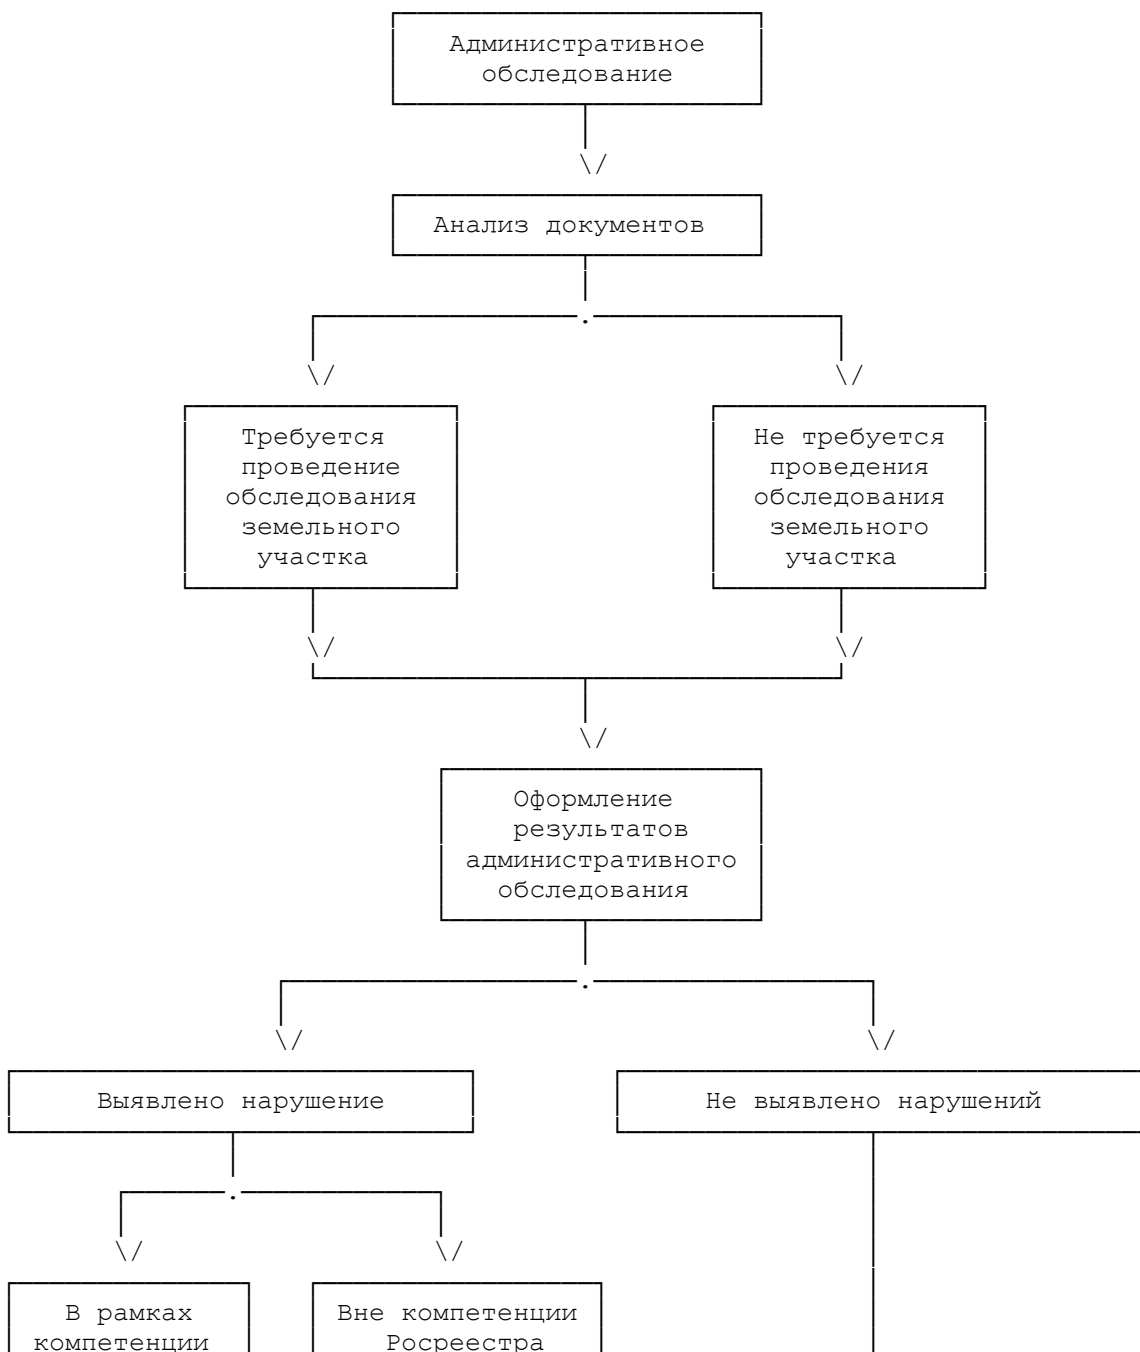 Административное
обследование
Анализ документов
Требуется
проведение
обследования
земельного
участка
Не требуется
проведения
обследования
земельного
участка
Оформление
результатов
административного
обследования
Выявлено нарушение
Не выявлено нарушений
В рамках
компетенции
Вне компетенции
Росреестра